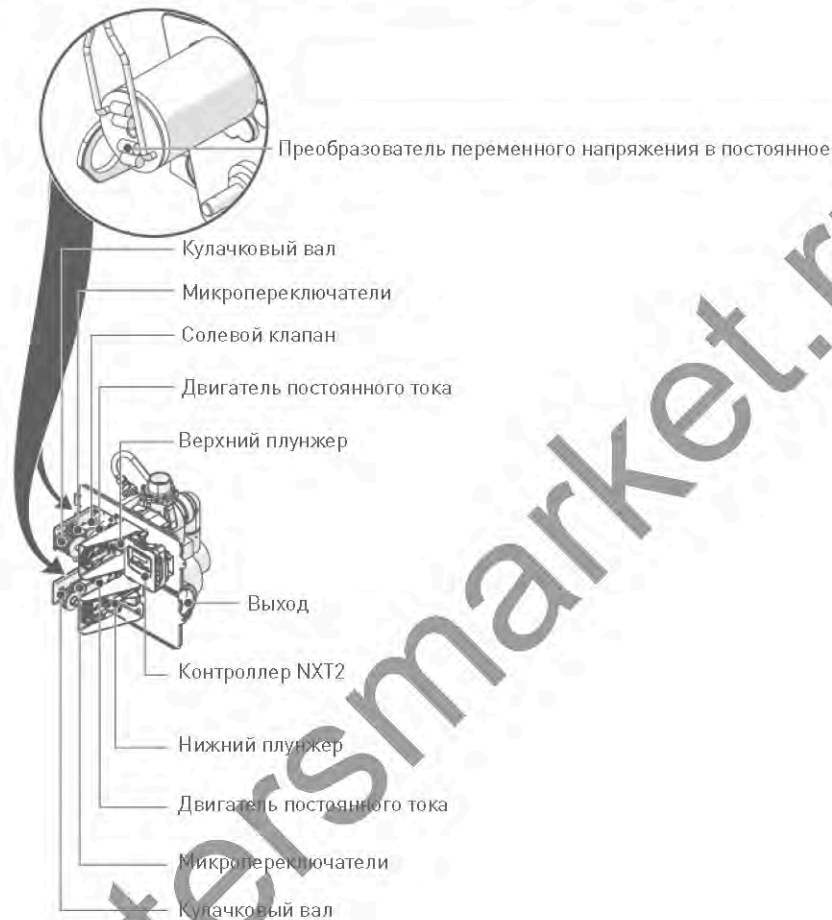 Преобразователь переменного напряжения в постоянное
Кулачковый вал
Микропереключатели
Солевой клапан
Двигатель постоянного тока
Верхний плунжер
Выход
Контроллер NXT2
Нижний плунжер
Двигатель постоянного тока
Микропереключатели
Кулачковый вал
tersmarket.r